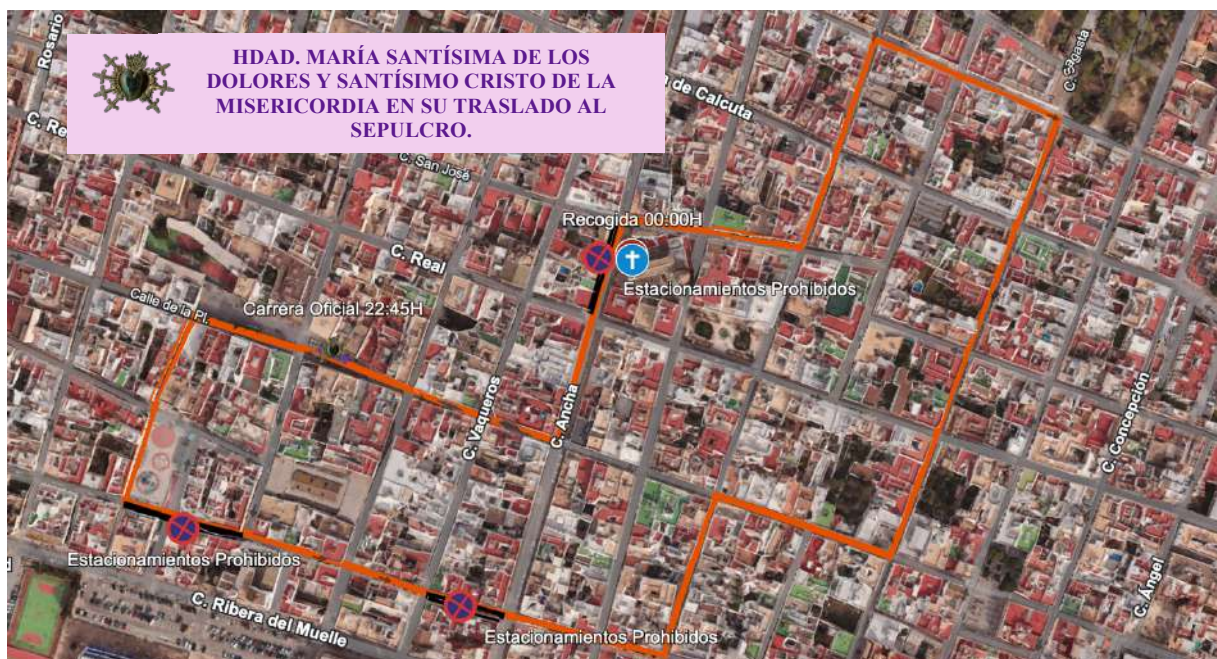 HDAD. MARÍA SANTÍSIMA DE LOS
DOLORES Y SANTÍSIMO CRISTO DE LA
MISERICORDIA EN SU TRASLADO AL
SEPULCRO.
Rosario
C. Sagasta
de Calcuta
C. Re
C. San José
Recogida 00:00H
C. Real
Estacionamientos Prohibidos
Calle de la Pl.
Carrera Oficial 22:45H
C. Vaqueros
C. Ancha
C. Concepción
Estacionamientos Prohibidos
C. Ribera del Muelle
Estacionamientos Prohibidos
C. Ángel